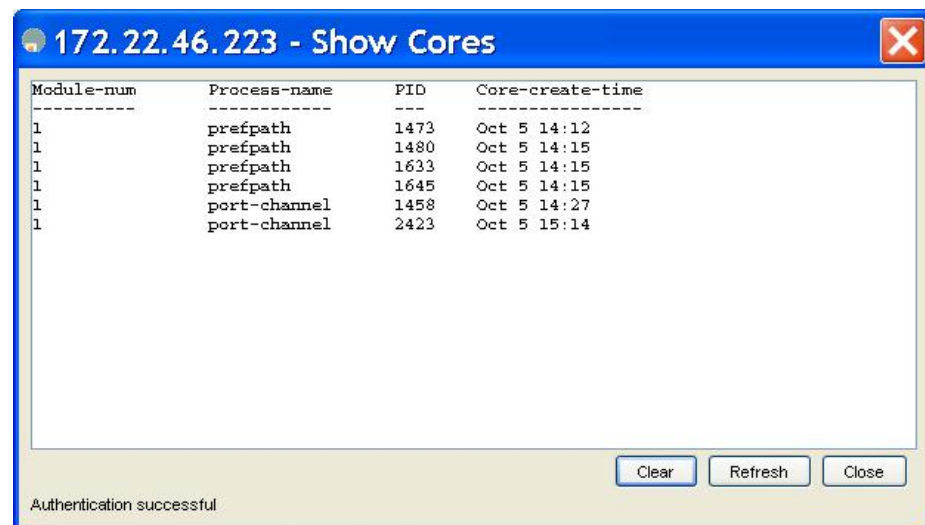 172.22.46.223 - Show Cores
Module-num Process-name PID Core-create-time
---------- ------------ --- ----------------
1 prefpath 1473 Oct 5 14:12
1 prefpath 1480 Oct 5 14:15
1 prefpath 1633 Oct 5 14:15
1 prefpath 1645 Oct 5 14:15
1 port-channel 1458 Oct 5 14:27
1 port-channel 2423 Oct 5 15:14
Clear Refresh Close
Authentication successful